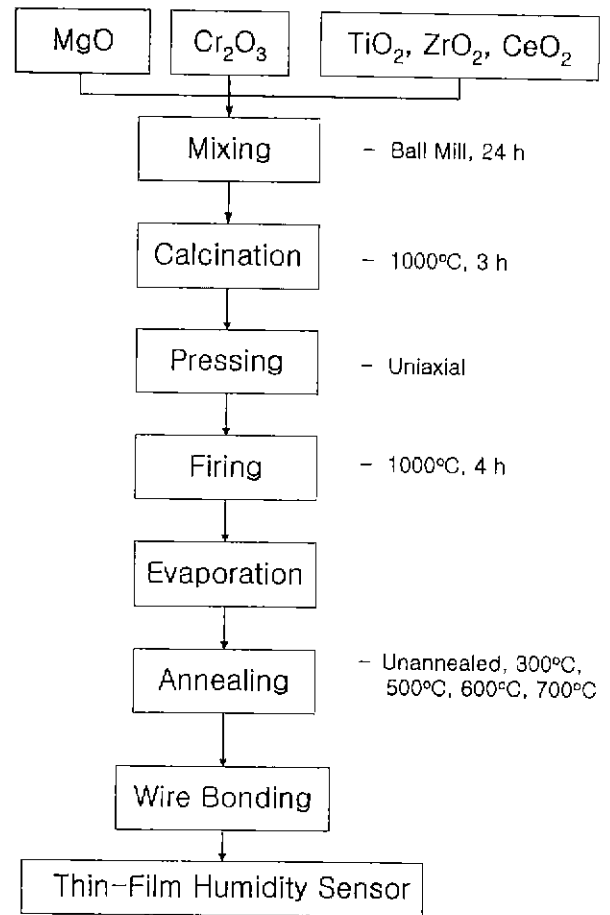 MgO
Cr₂O₃
TiO₂, ZrO₂, CeO₂
Mixing
- Ball Mill, 24 h
Calcination
- 1000°C, 3 h
Pressing
- Uniaxial
Firing
- 1000°C, 4 h
Evaporation
Annealing
- Unannealed, 300°C,
500°C, 600°C, 700°C
Wire Bonding
Thin-Film Humidity Sensor